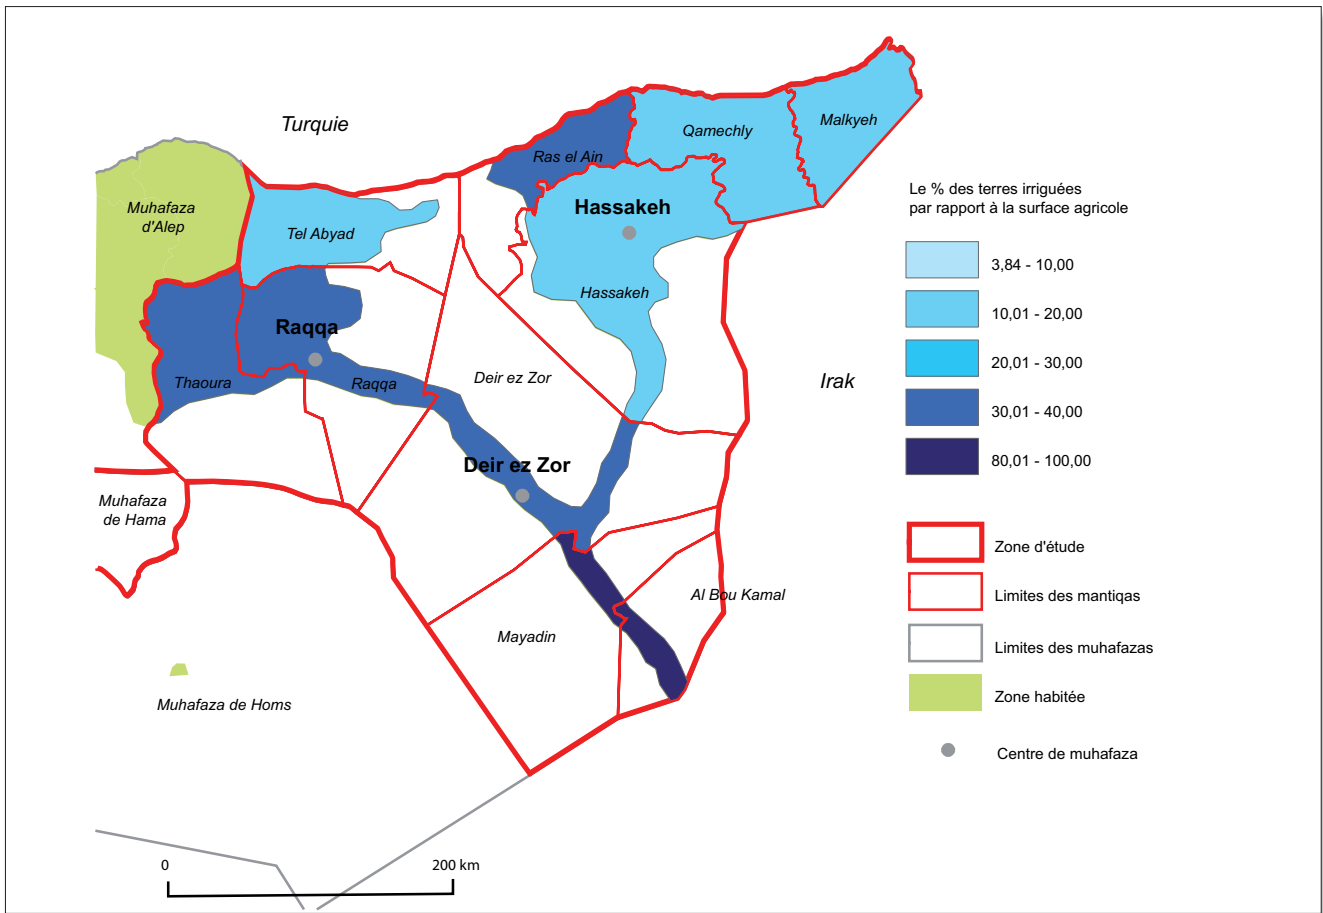 Turquie
Malkyeh
Qamechly
Ras el Ain
Muhafaza
d'Alep
Hassakeh
Tel Abyad
Hassakeh
Raqqa
Thaoura
Raqqa
Deir ez Zor
Irak
Deir ez Zor
Muhafaza
de Hama
Al Bou Kamal
Mayadin
Muhafaza de Homs
0
200 km
Le % des terres irriguées
par rapport à la surface agricole
3,84 - 10,00
10,01 - 20,00
20,01 - 30,00
30,01 - 40,00
80,01 - 100,00
Zone d'étude
Limites des mantiqas
Limites des muhafazas
Zone habitée
Centre de muhafaza